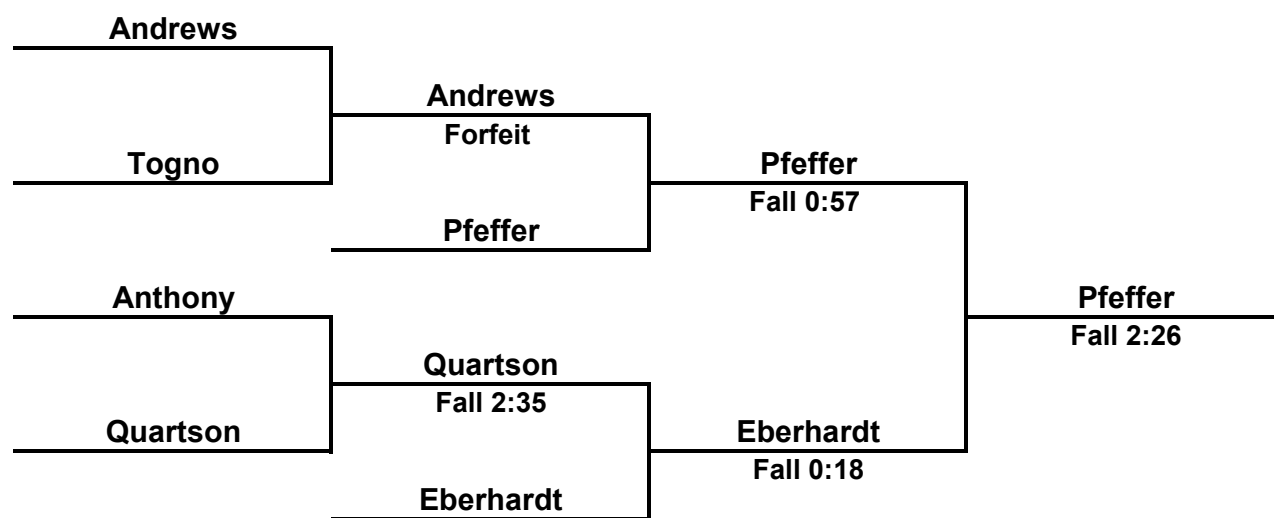 Andrews
Andrews
Forfeit
Togno
Pfeffer
Fall 0:57
Pfeffer
Anthony
Pfeffer
Fall 2:26
Quartson
Fall 2:35
Quartson
Eberhardt
Fall 0:18
Eberhardt